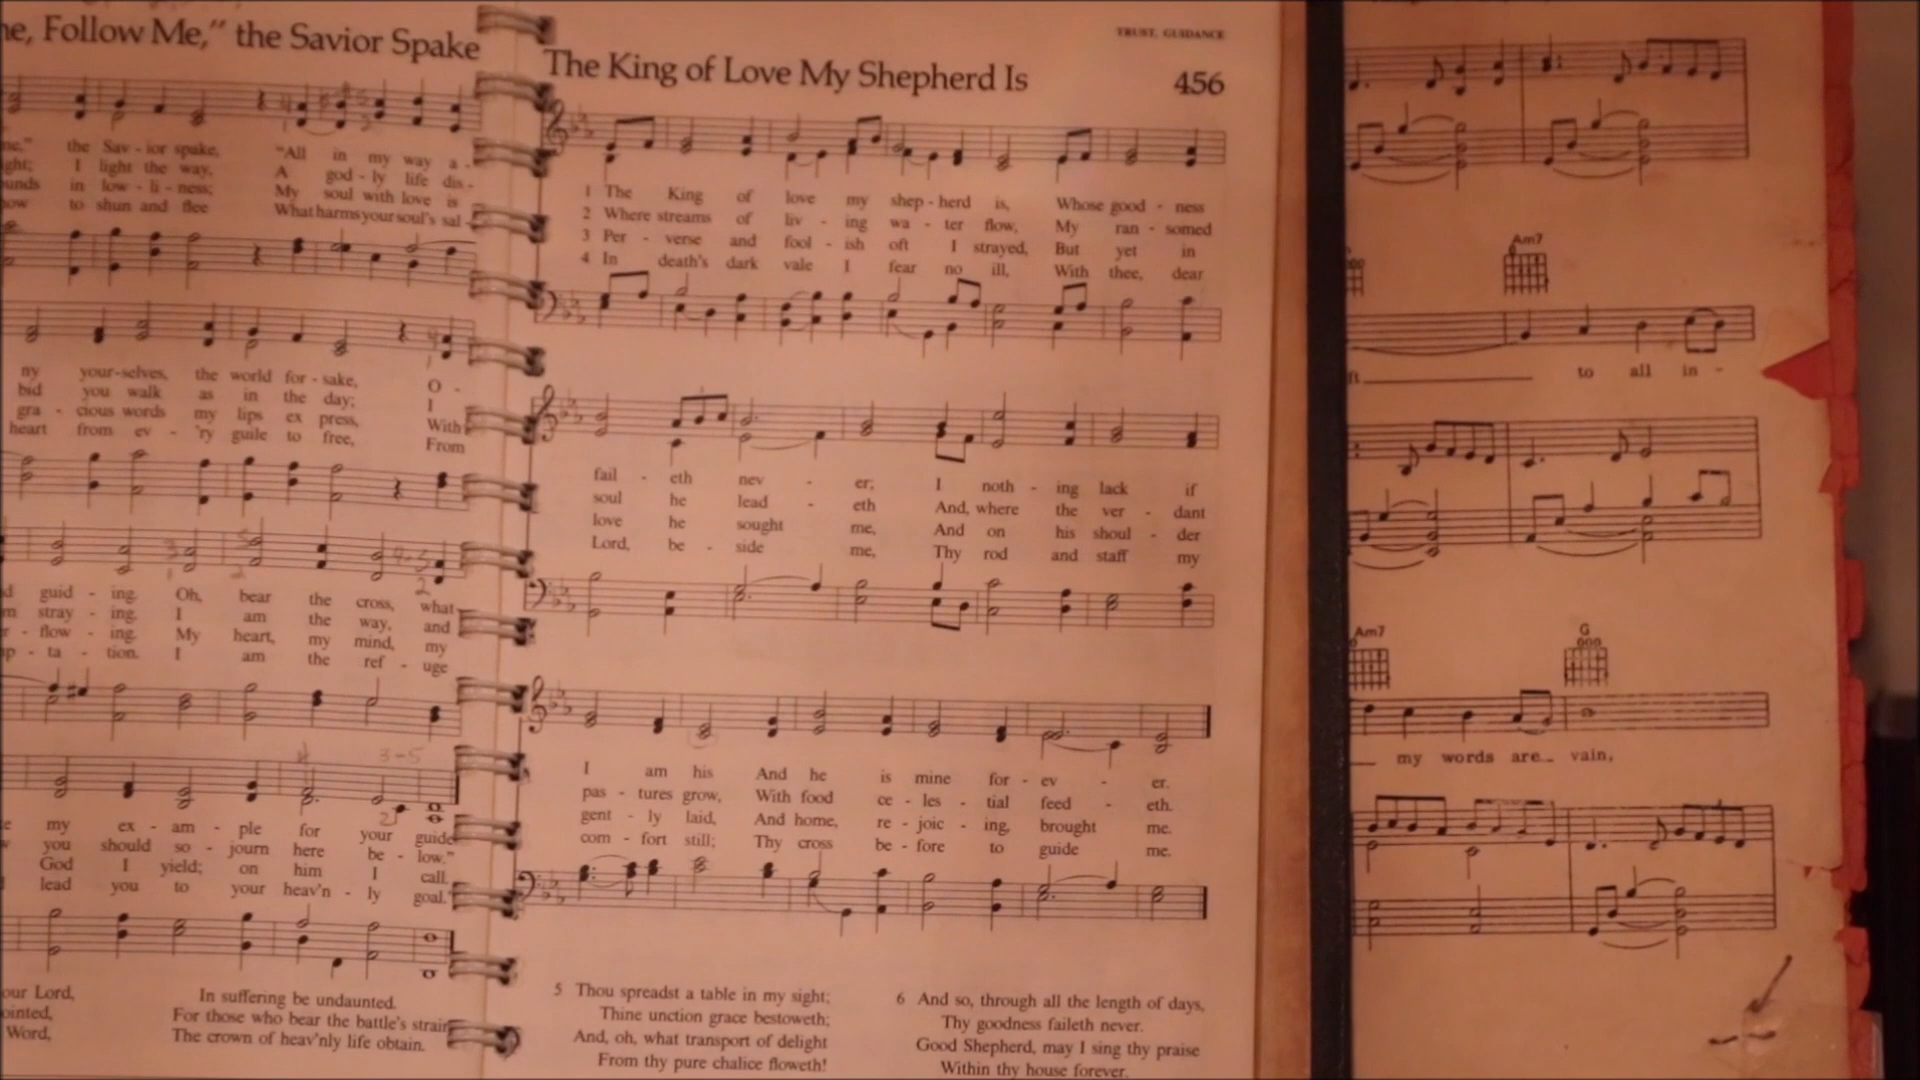 ne, Follow Me," the Savior Spake
the Sav - ior spake, "All in my way a -
ght; I light the way, A god - ly life dis -
ounds in low - li - ness; My soul with love is
ow to shun and flee What harms your soul's sal
ny your-selves, the world for - sake, O -
bid you walk as in the day; I
gra - cious words my lips ex press, With
heart from ev - 'ry guile to free, From
d guid - ing. Oh, bear the cross, what
m stray - ing. I am the way, and
r - flow - ing. My heart, my mind, my
p - ta - tion. I am the ref - uge
my ex - am - ple for your guide
you should so - journ here be - low."
God I yield; on him I call.
lead you to your heav'n - ly goal.
our Lord, In suffering be undaunted.
ointed, For those who bear the battle's strain
Word, The crown of heav'nly life obtain.
TRUST, GUIDANCE
The King of Love My Shepherd Is 456
1 The King of love my shep - herd is, Whose good - ness
2 Where streams of liv - ing wa - ter flow, My ran - somed
3 Per - verse and fool - ish oft I strayed, But yet in
4 In death's dark vale I fear no ill, With thee, dear
fail - eth nev - er; I noth - ing lack if
soul he lead - eth And, where the ver - dant
love he sought me, And on his shoul - der
Lord, be - side me, Thy rod and staff my
I am his And he is mine for - ev - er.
pas - tures grow, With food ce - les - tial feed - eth.
gent - ly laid, And home, re - joic - ing, brought me.
com - fort still; Thy cross be - fore to guide me.
5 Thou spreadst a table in my sight;
Thine unction grace bestoweth;
And, oh, what transport of delight
From thy pure chalice floweth!
6 And so, through all the length of days,
Thy goodness faileth never.
Good Shepherd, may I sing thy praise
Within thy house forever.
Am7
to all in -
Am7 G
my words are vain,